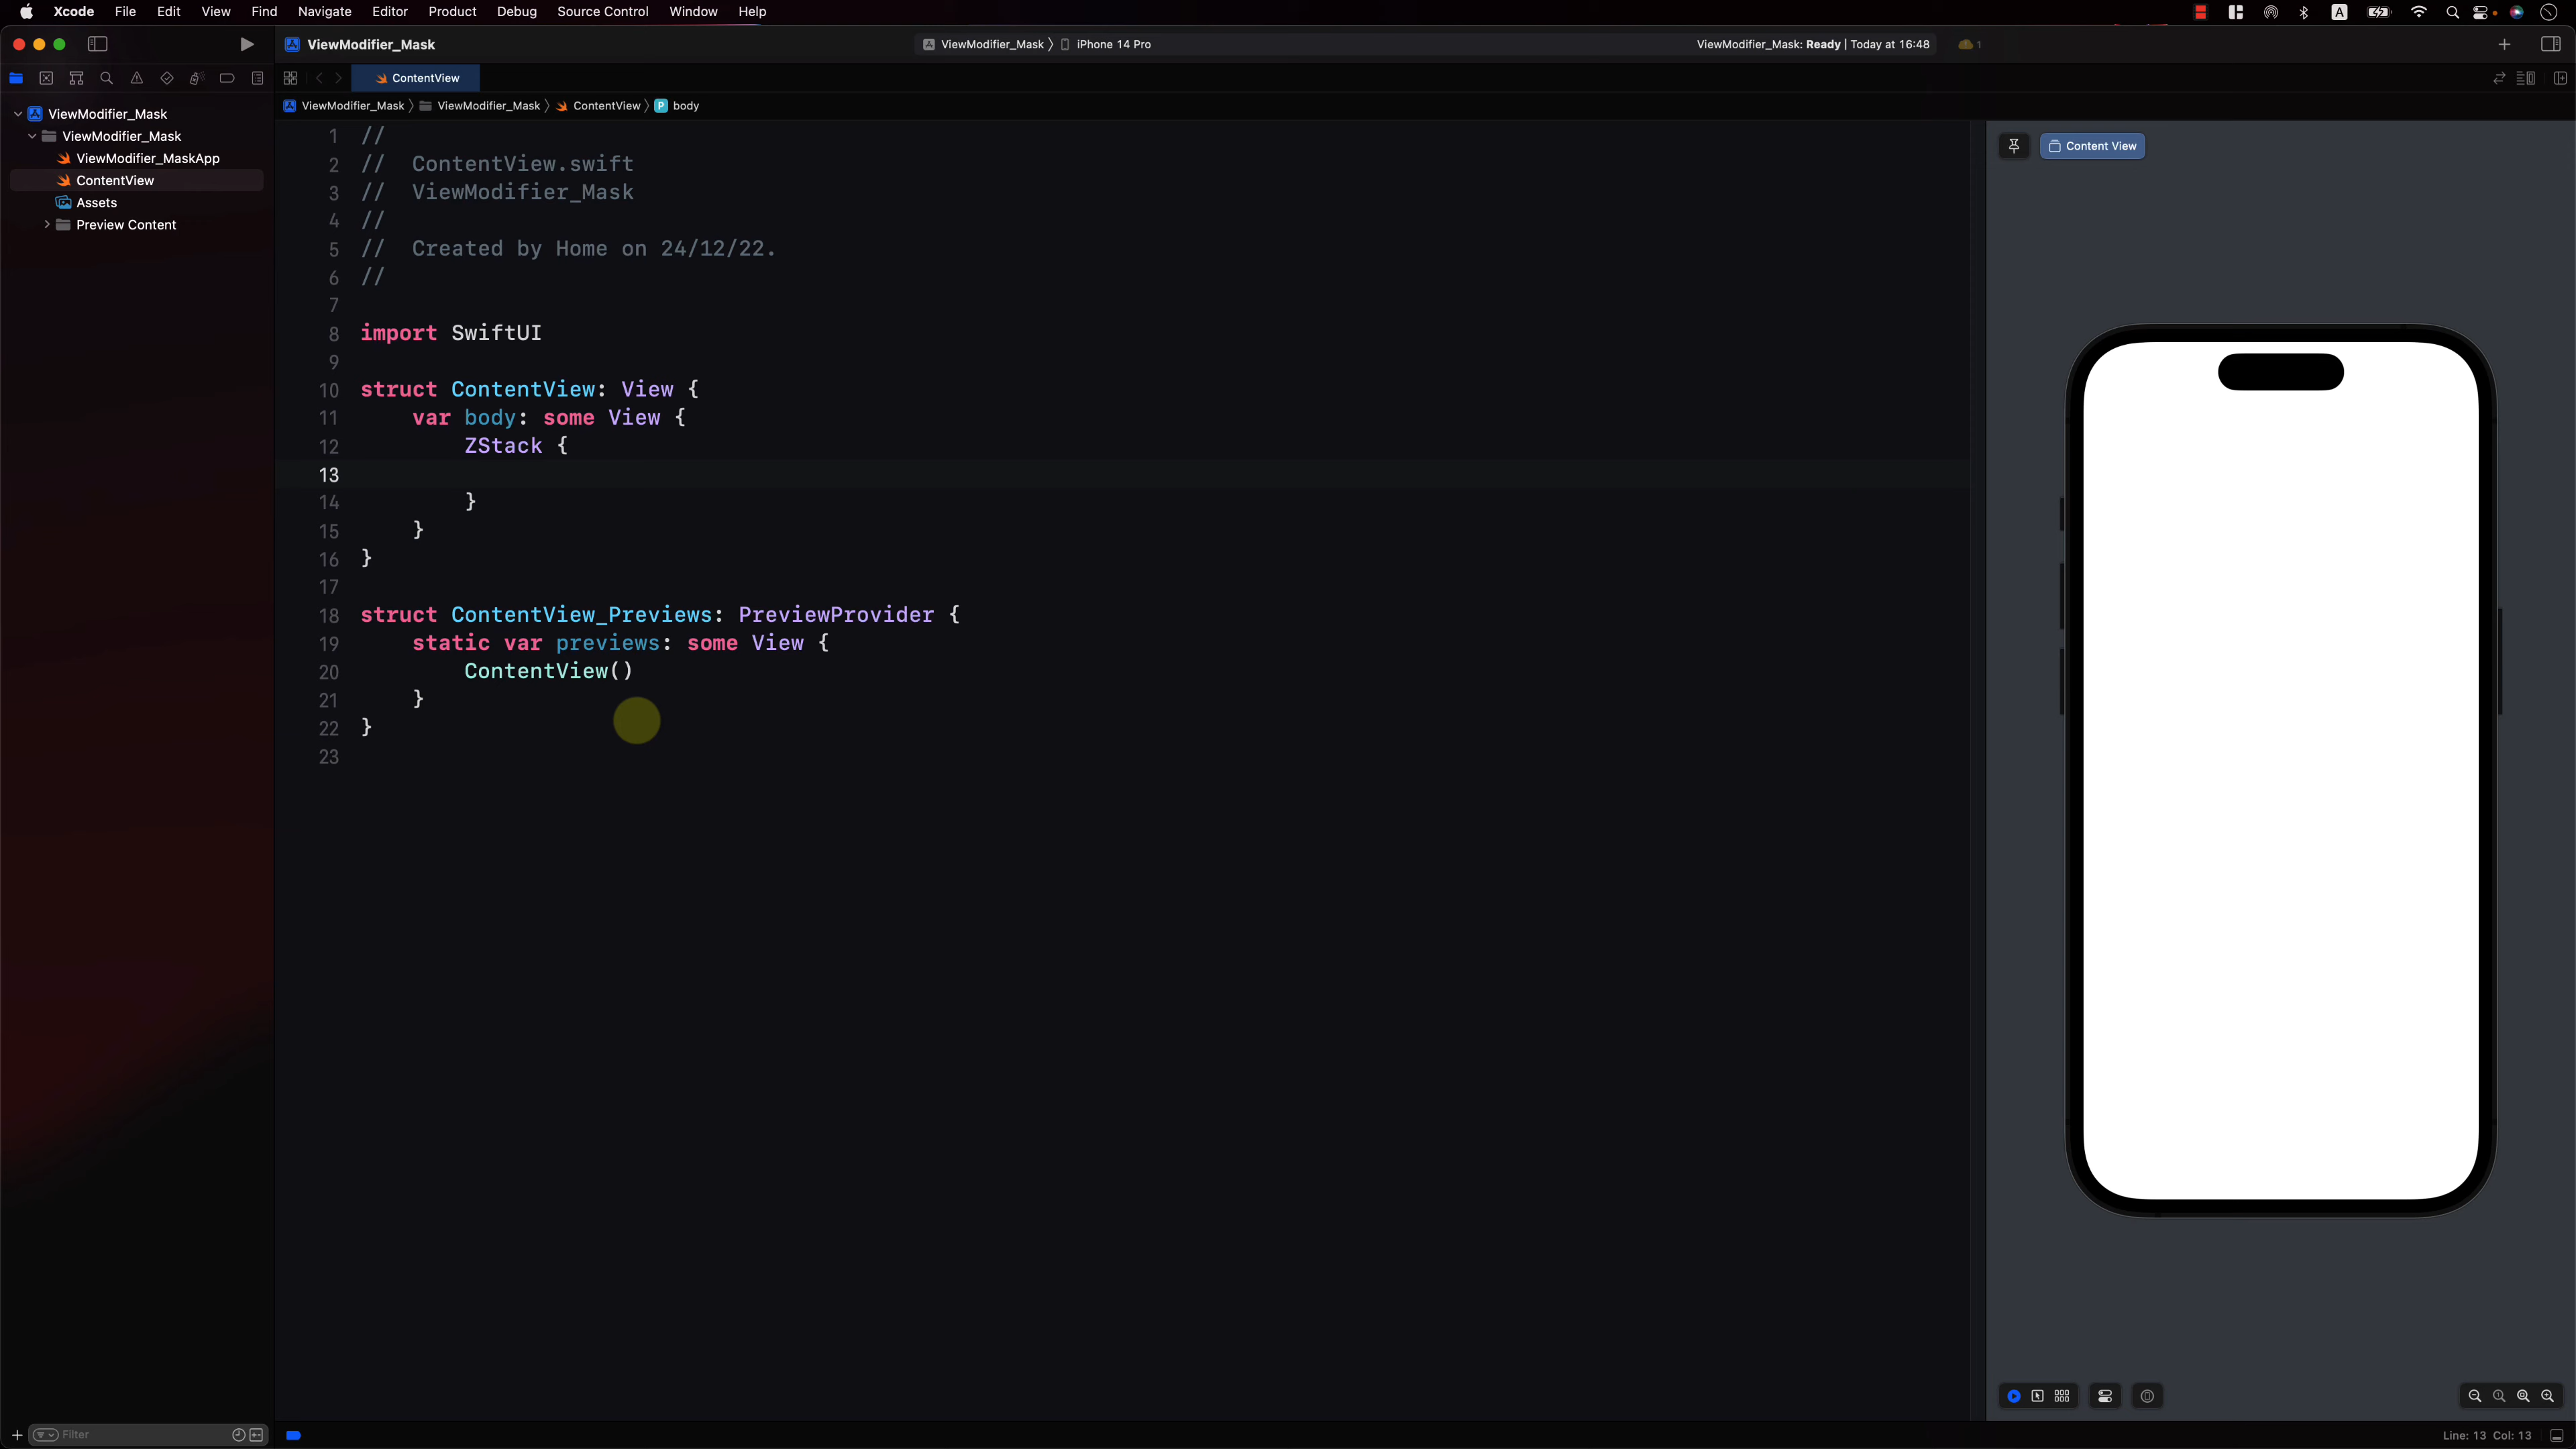 Xcode File Edit View Find Navigate Editor Product Debug Source Control Window Help A
ViewModifier_Mask ViewModifier_Mask iPhone 14 Pro ViewModifier_Mask: Ready | Today at 16:48 1
ContentView
ViewModifier_Mask ViewModifier_Mask ContentView P body
ViewModifier_Mask
ViewModifier_Mask
ViewModifier_MaskApp
ContentView
Assets
Preview Content
1 //
2 // ContentView.swift
3 // ViewModifier_Mask
4 //
5 // Created by Home on 24/12/22.
6 //
7
8 import SwiftUI
9
10 struct ContentView: View {
11 var body: some View {
12 ZStack {
13
14 }
15 }
16 }
17
18 struct ContentView_Previews: PreviewProvider {
19 static var previews: some View {
20 ContentView()
21 }
22 }
23
Content View
Filter
Line: 13 Col: 13